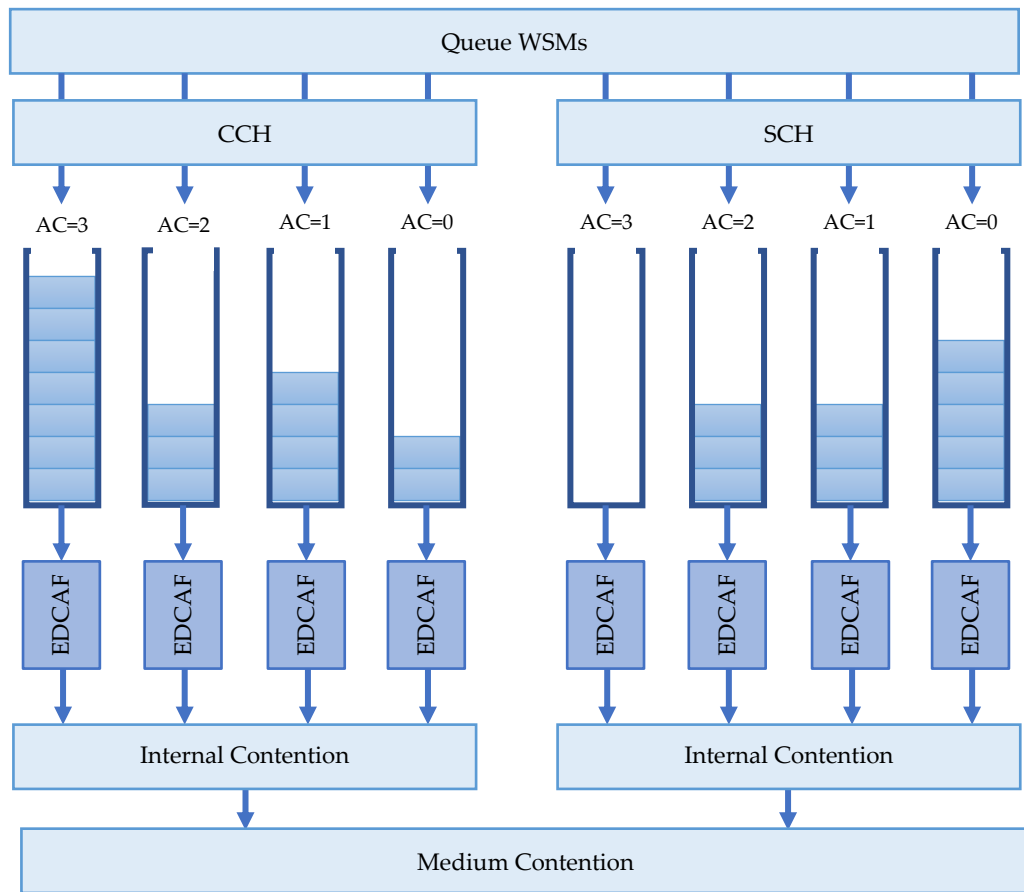 Queue WSMs
CCH
SCH
AC=3
AC=2
AC=1
AC=0
AC=3
AC=2
AC=1
AC=0
EDCAF
EDCAF
EDCAF
EDCAF
EDCAF
EDCAF
EDCAF
EDCAF
Internal Contention
Internal Contention
Medium Contention